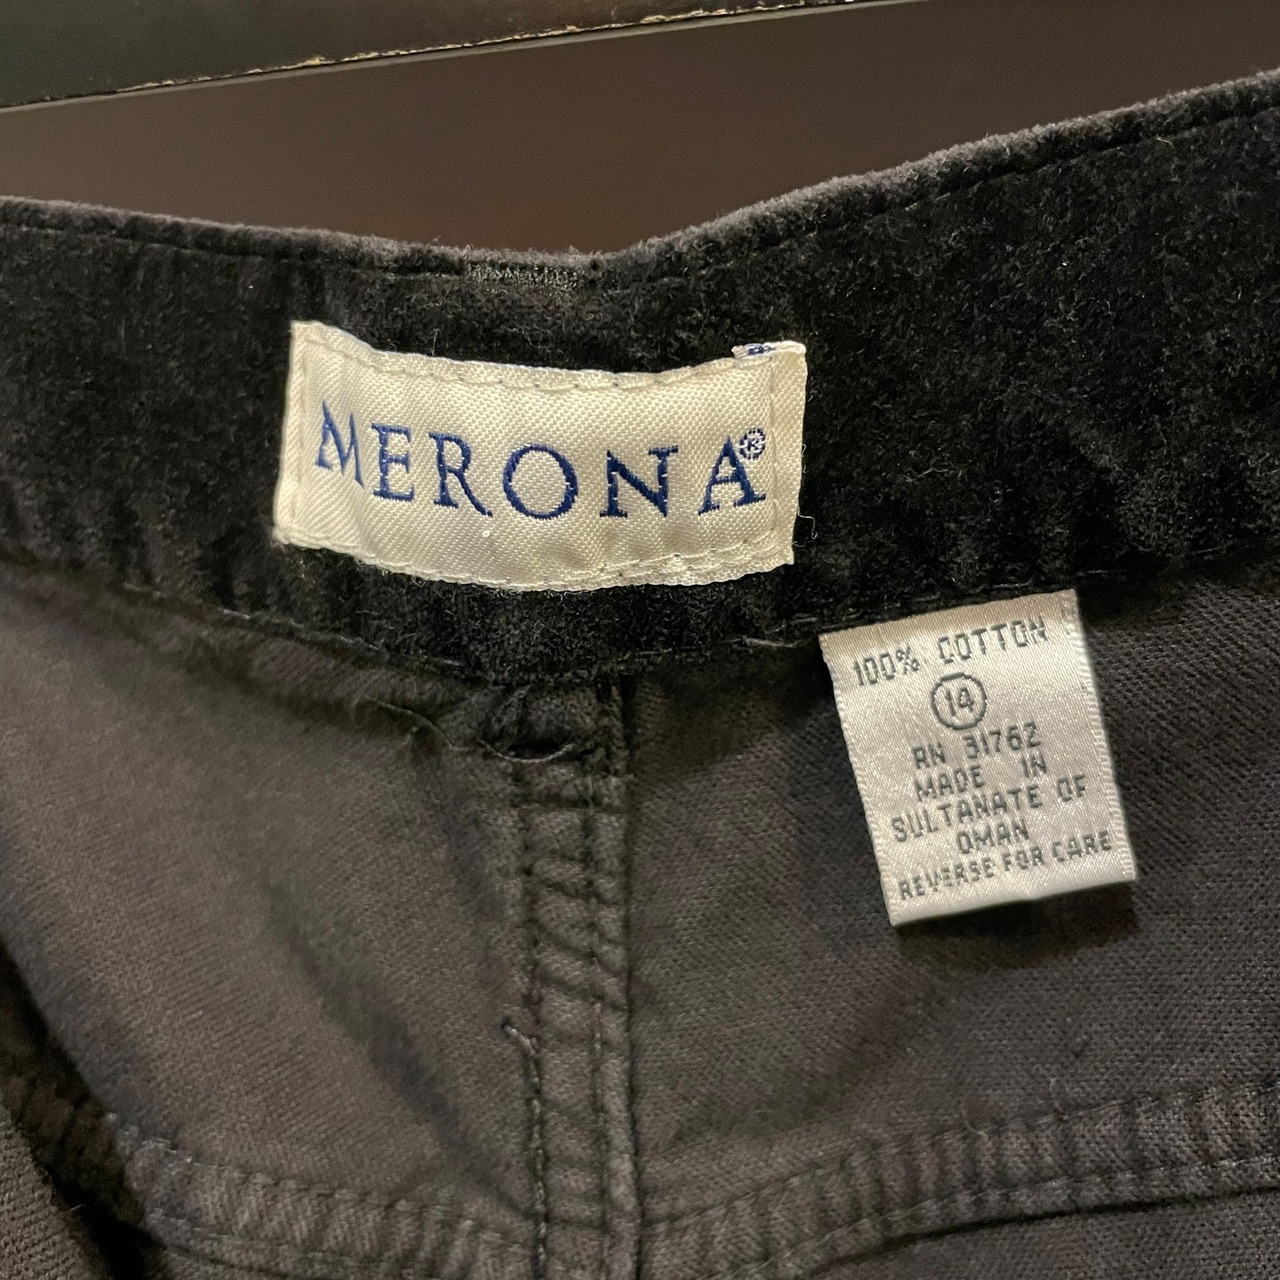 MERONA®
100% COTTON
14
RN 31762
MADE IN
SULTANATE OF
OMAN
REVERSE FOR CARE